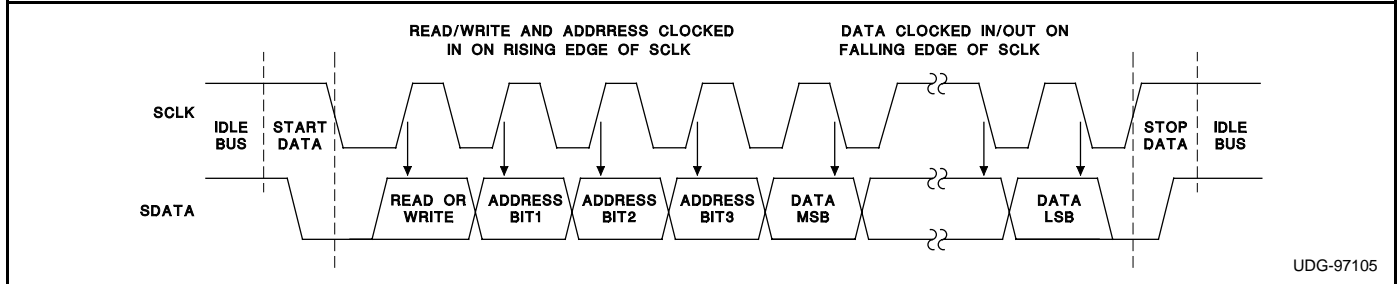 READ/WRITE AND ADDRRESS CLOCKED
IN ON RISING EDGE OF SCLK
DATA CLOCKED IN/OUT ON
FALLING EDGE OF SCLK
SCLK
IDLE
BUS
START
DATA
STOP
DATA
IDLE
BUS
SDATA
READ OR
WRITE
ADDRESS
BIT1
ADDRESS
BIT2
ADDRESS
BIT3
DATA
MSB
DATA
LSB
UDG-97105